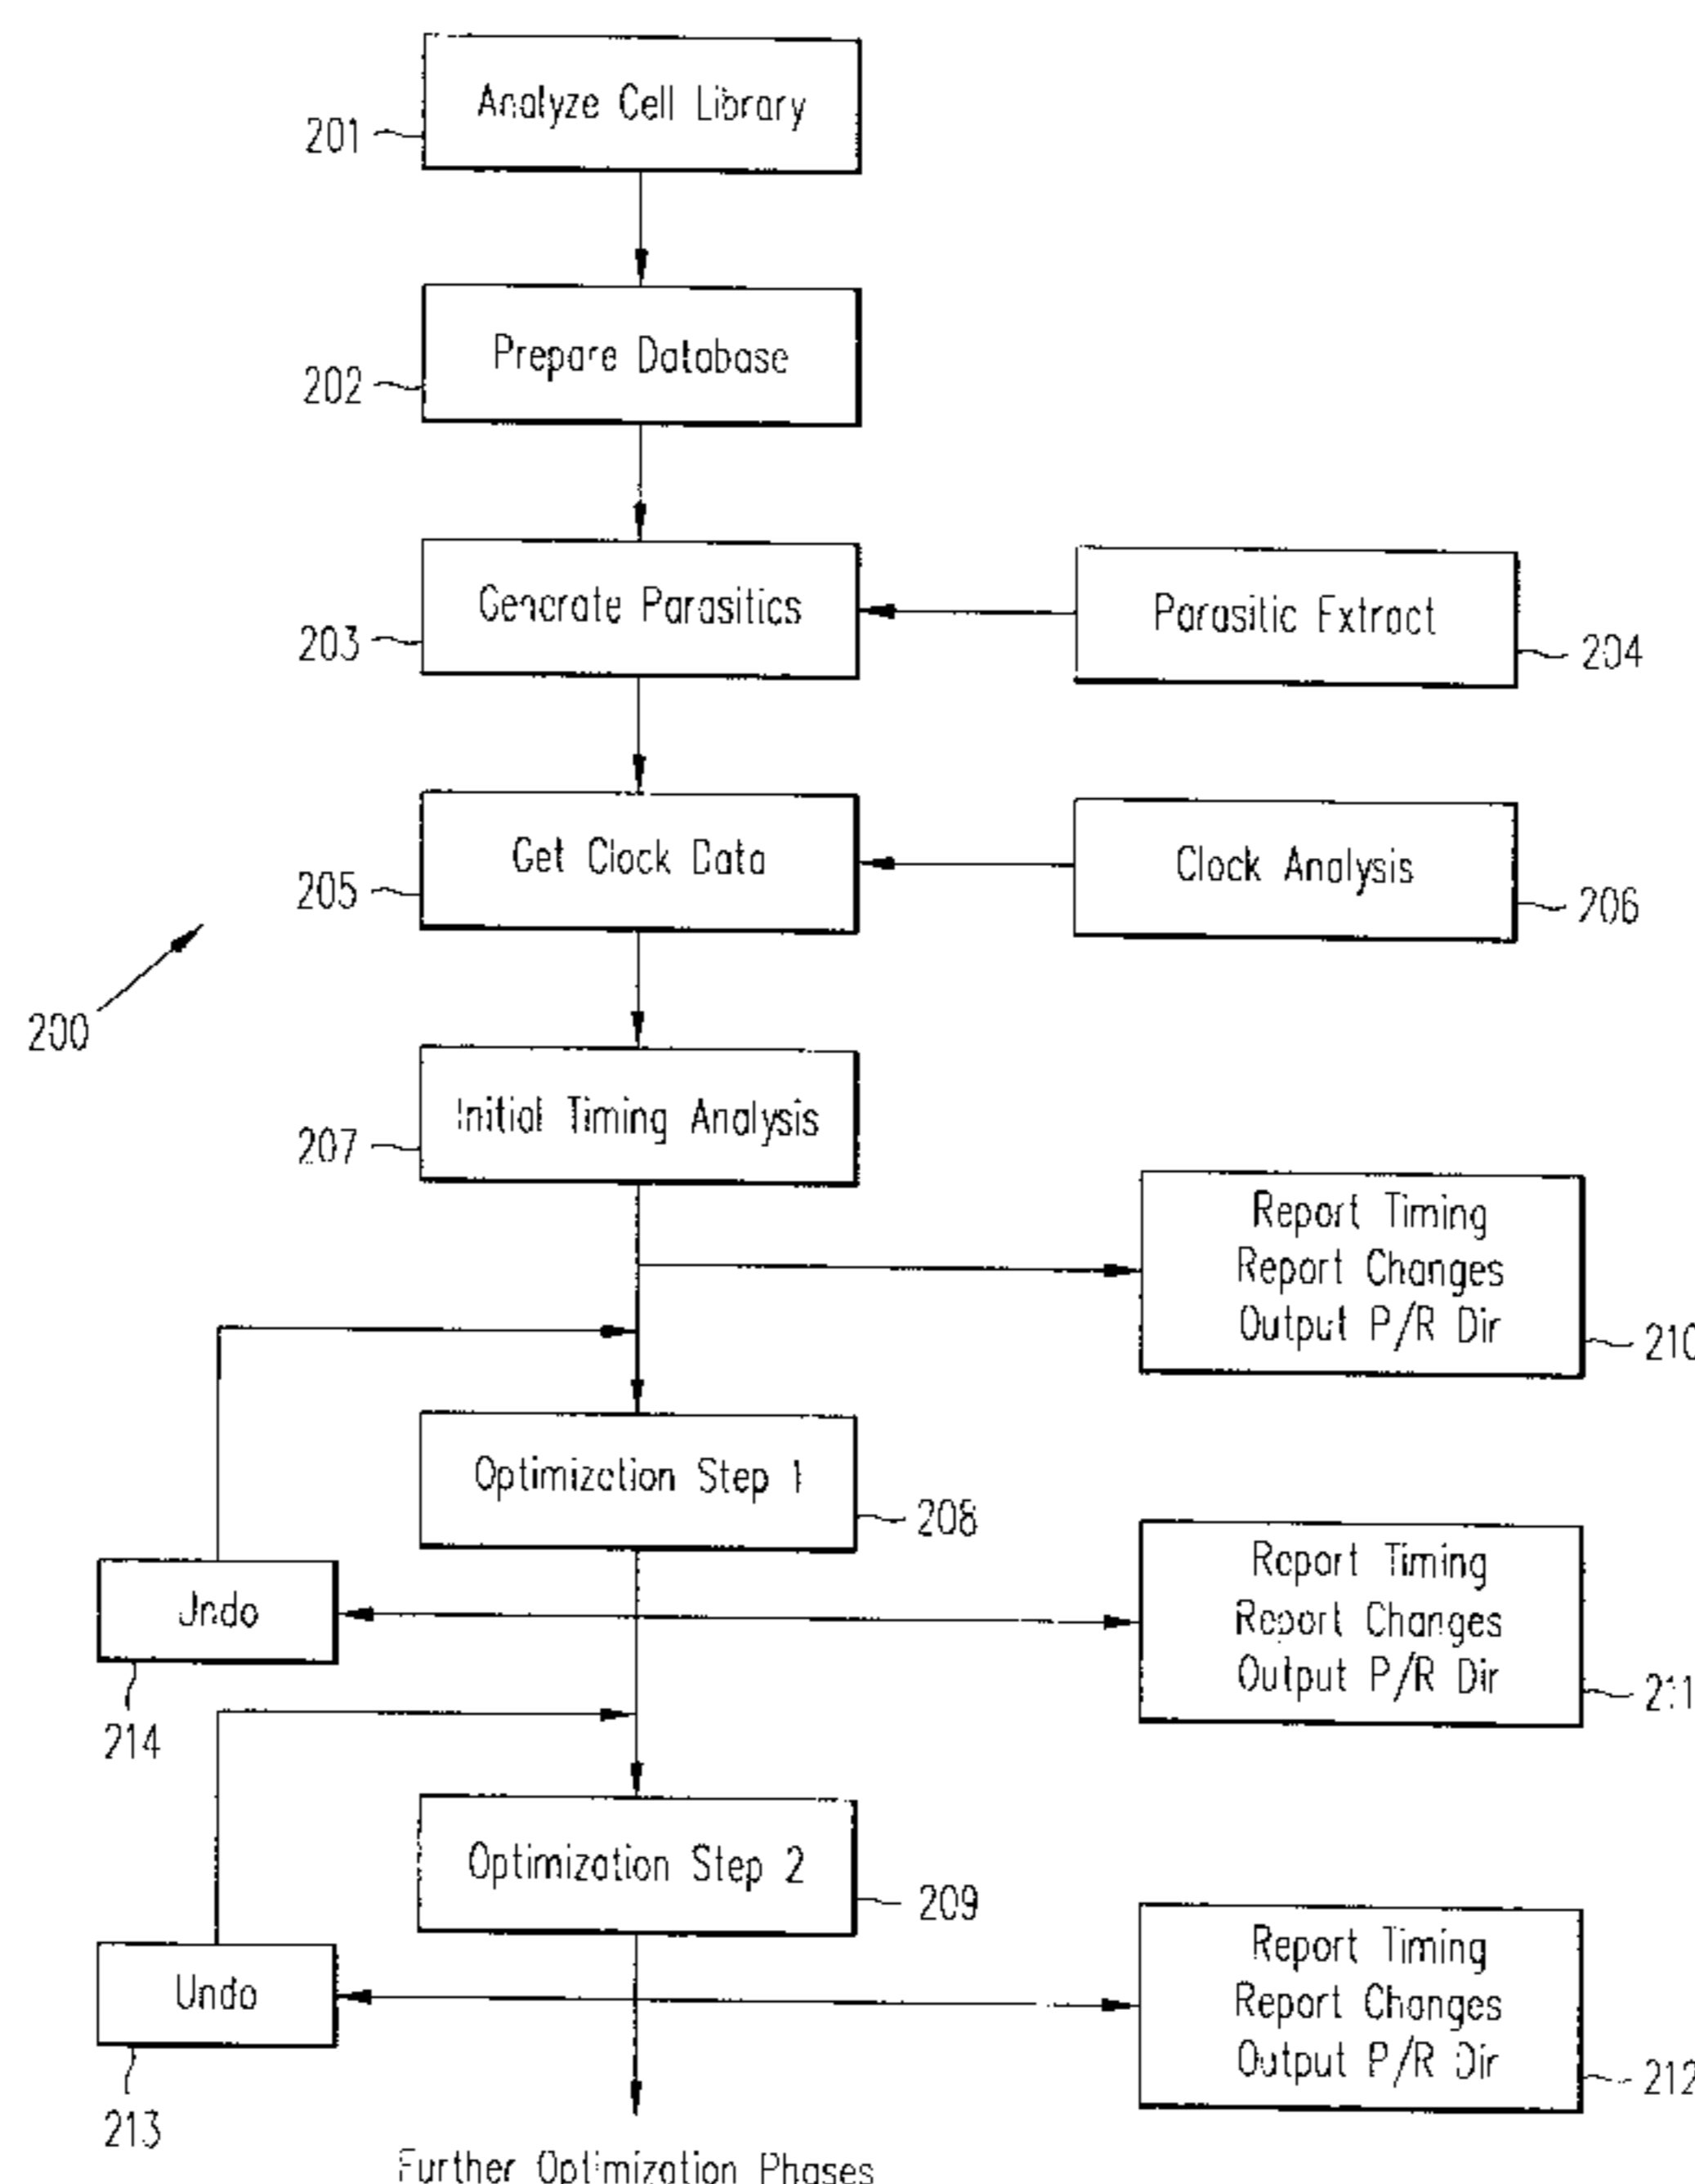 Analyze Cell Library
201
Prepare Database
202
Generate Parasitics
203
Parasitic Extract
204
Get Clock Data
205
Clock Analysis
206
200
Initial Timing Analysis
207
Report Timing
Report Changes
Output P/R Dir
210
Optimization Step 1
208
Undo
214
Report Timing
Report Changes
Output P/R Dir
211
Optimization Step 2
209
Undo
213
Report Timing
Report Changes
Output P/R Dir
212
Further Optimization Phases